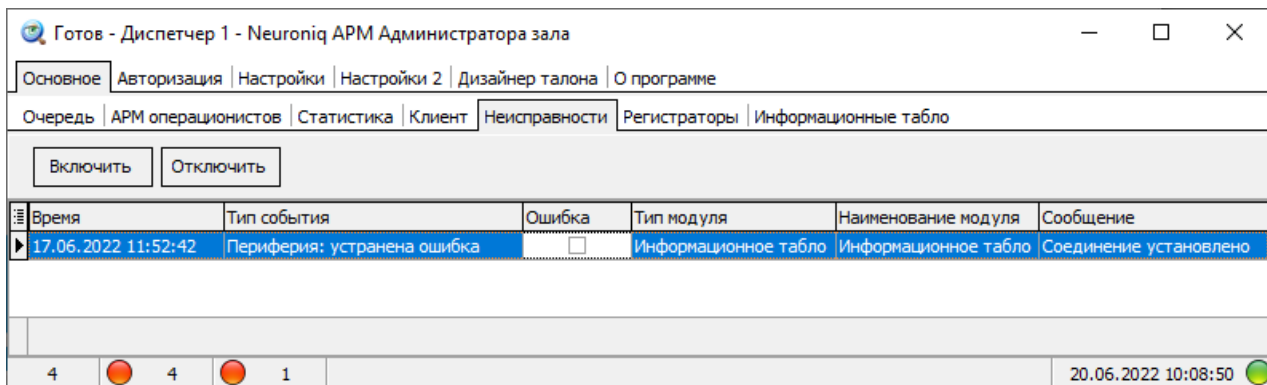 Готов - Диспетчер 1 - Neuroniq АРМ Администратора зала
Основное Авторизация Настройки Настройки 2 Дизайнер талона О программе
Очередь АРМ операционистов Статистика Клиент Неисправности Регистраторы Информационные табло
Включить Отключить
Время Тип события Ошибка Тип модуля Наименование модуля Сообщение
17.06.2022 11:52:42 Периферия: устранена ошибка Информационное табло Информационное табло Соединение установлено
4 4 1 20.06.2022 10:08:50